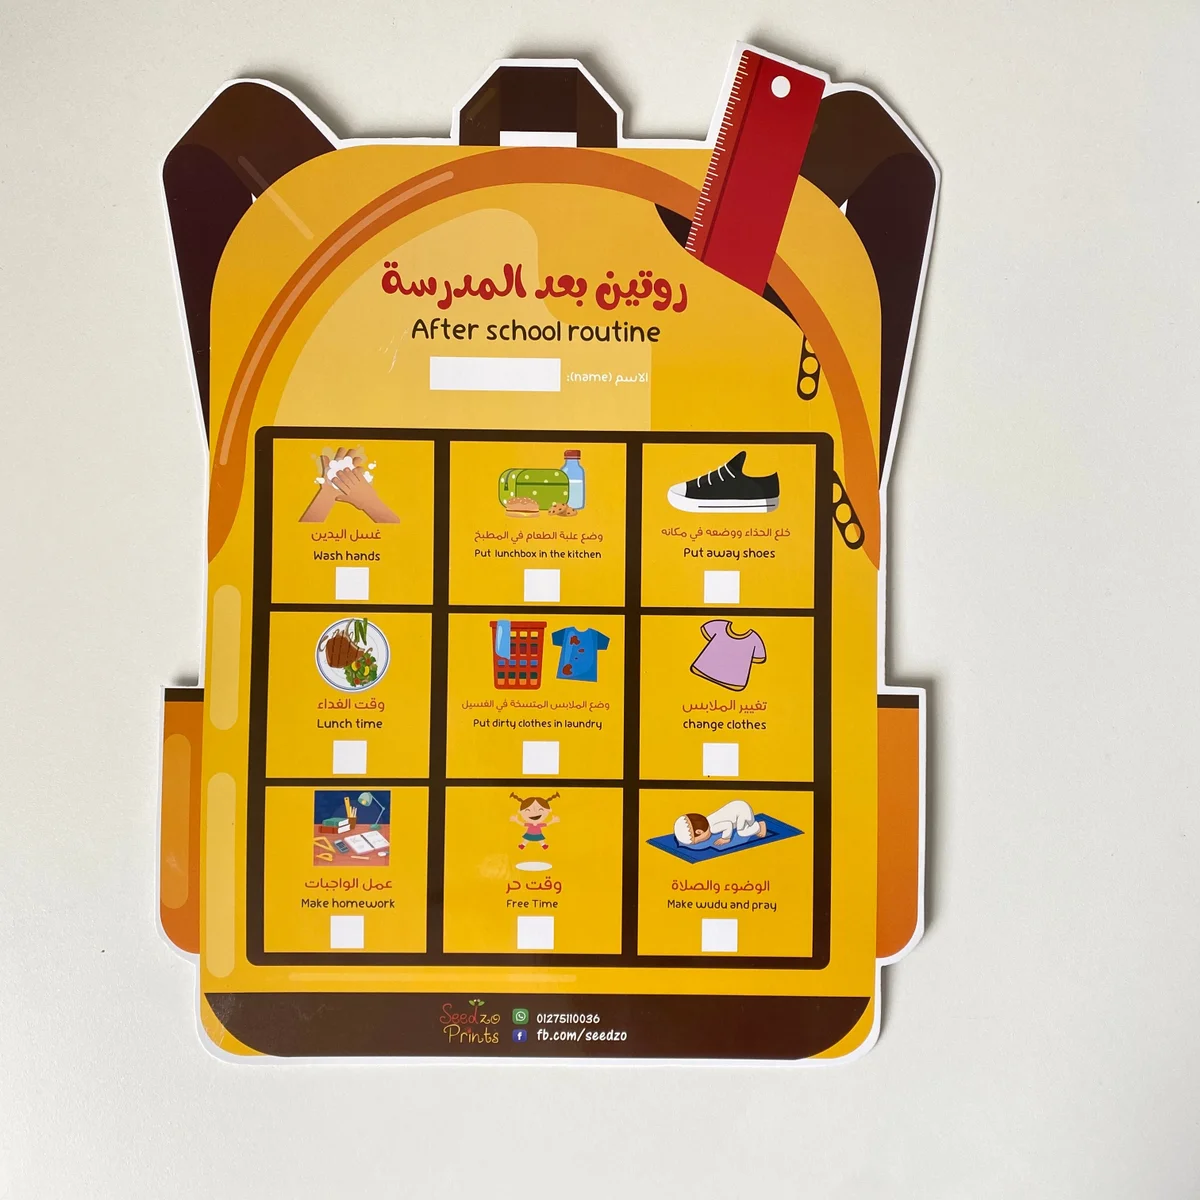 روتين بعد المدرسة
After school routine
الاسم (name):
خلع الحذاء ووضعه في مكانه
Put away shoes
وضع علبة الطعام في المطبخ
Put lunchbox in the kitchen
غسل اليدين
Wash hands
تغيير الملابس
change clothes
وضع الملابس المتسخة في الغسيل
Put dirty clothes in laundry
وقت الغداء
Lunch time
الوضوء والصلاة
Make wudu and pray
وقت حر
Free Time
عمل الواجبات
Make homework
Seedzo
Prints
01275110036
fb.com/seedzo